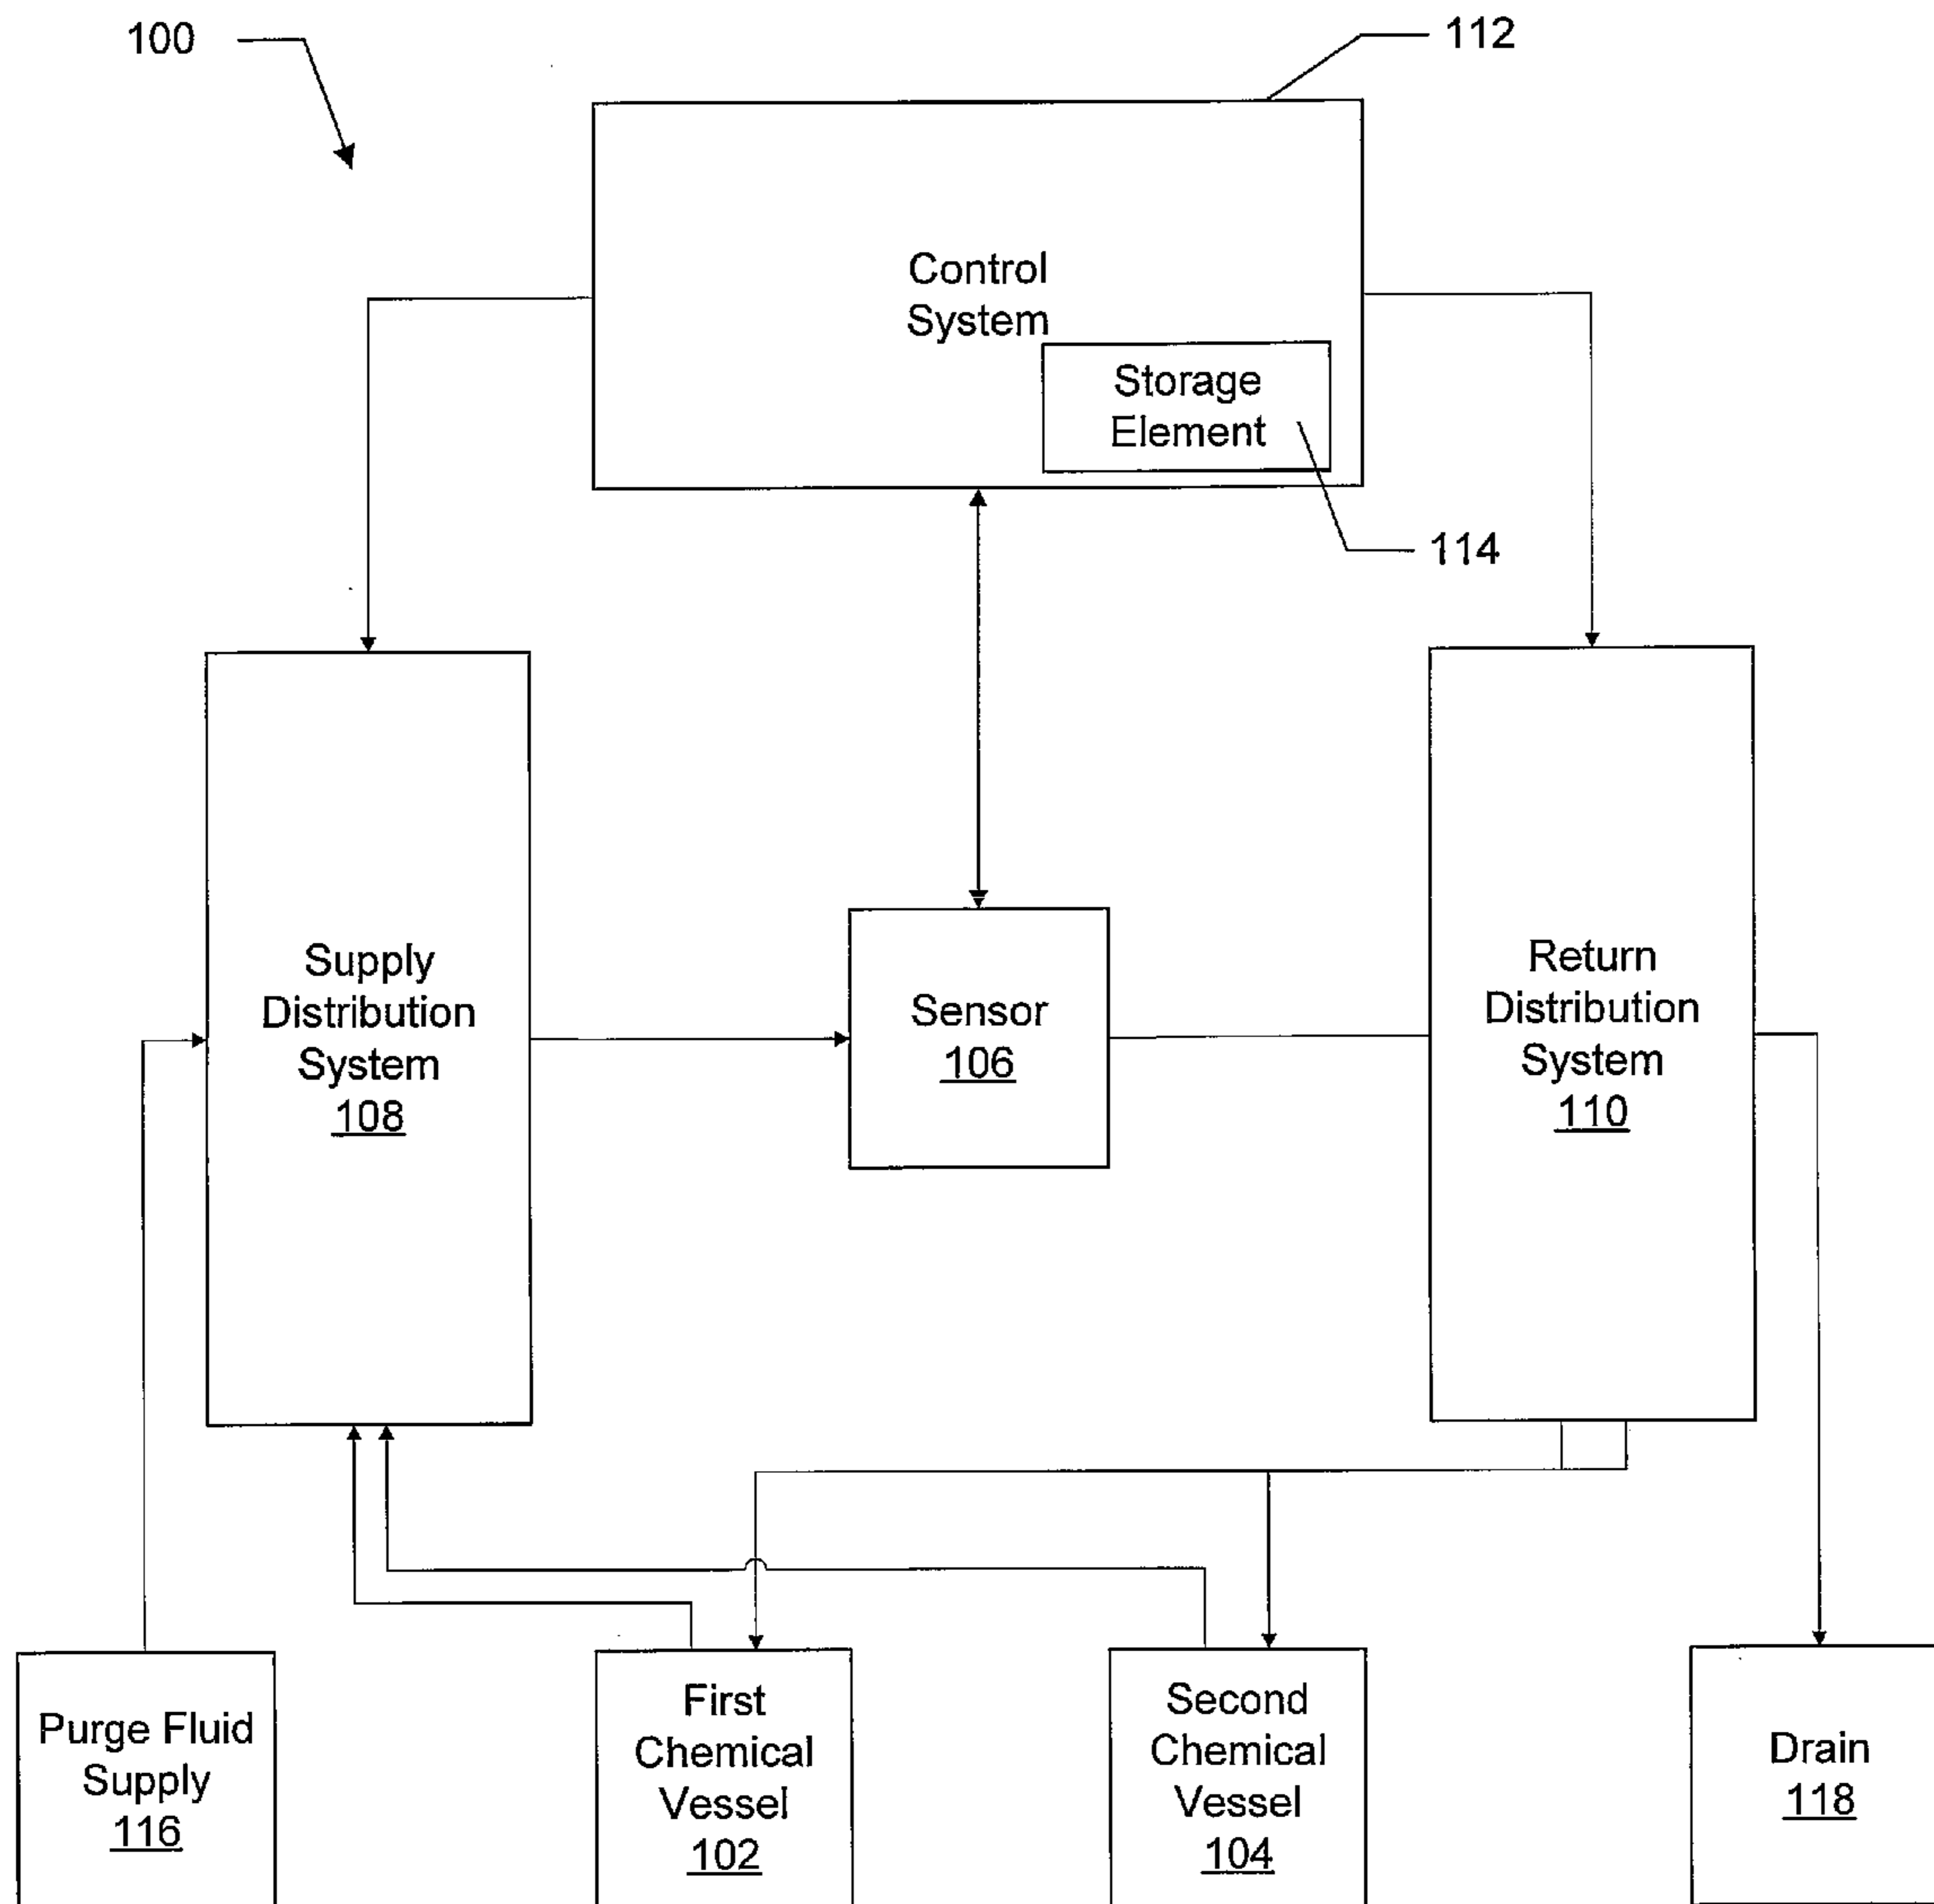 100
112
Control
System
Storage
Element
114
Supply
Distribution
System
108
Sensor
106
Return
Distribution
System
110
Purge Fluid
Supply
116
First
Chemical
Vessel
102
Second
Chemical
Vessel
104
Drain
118